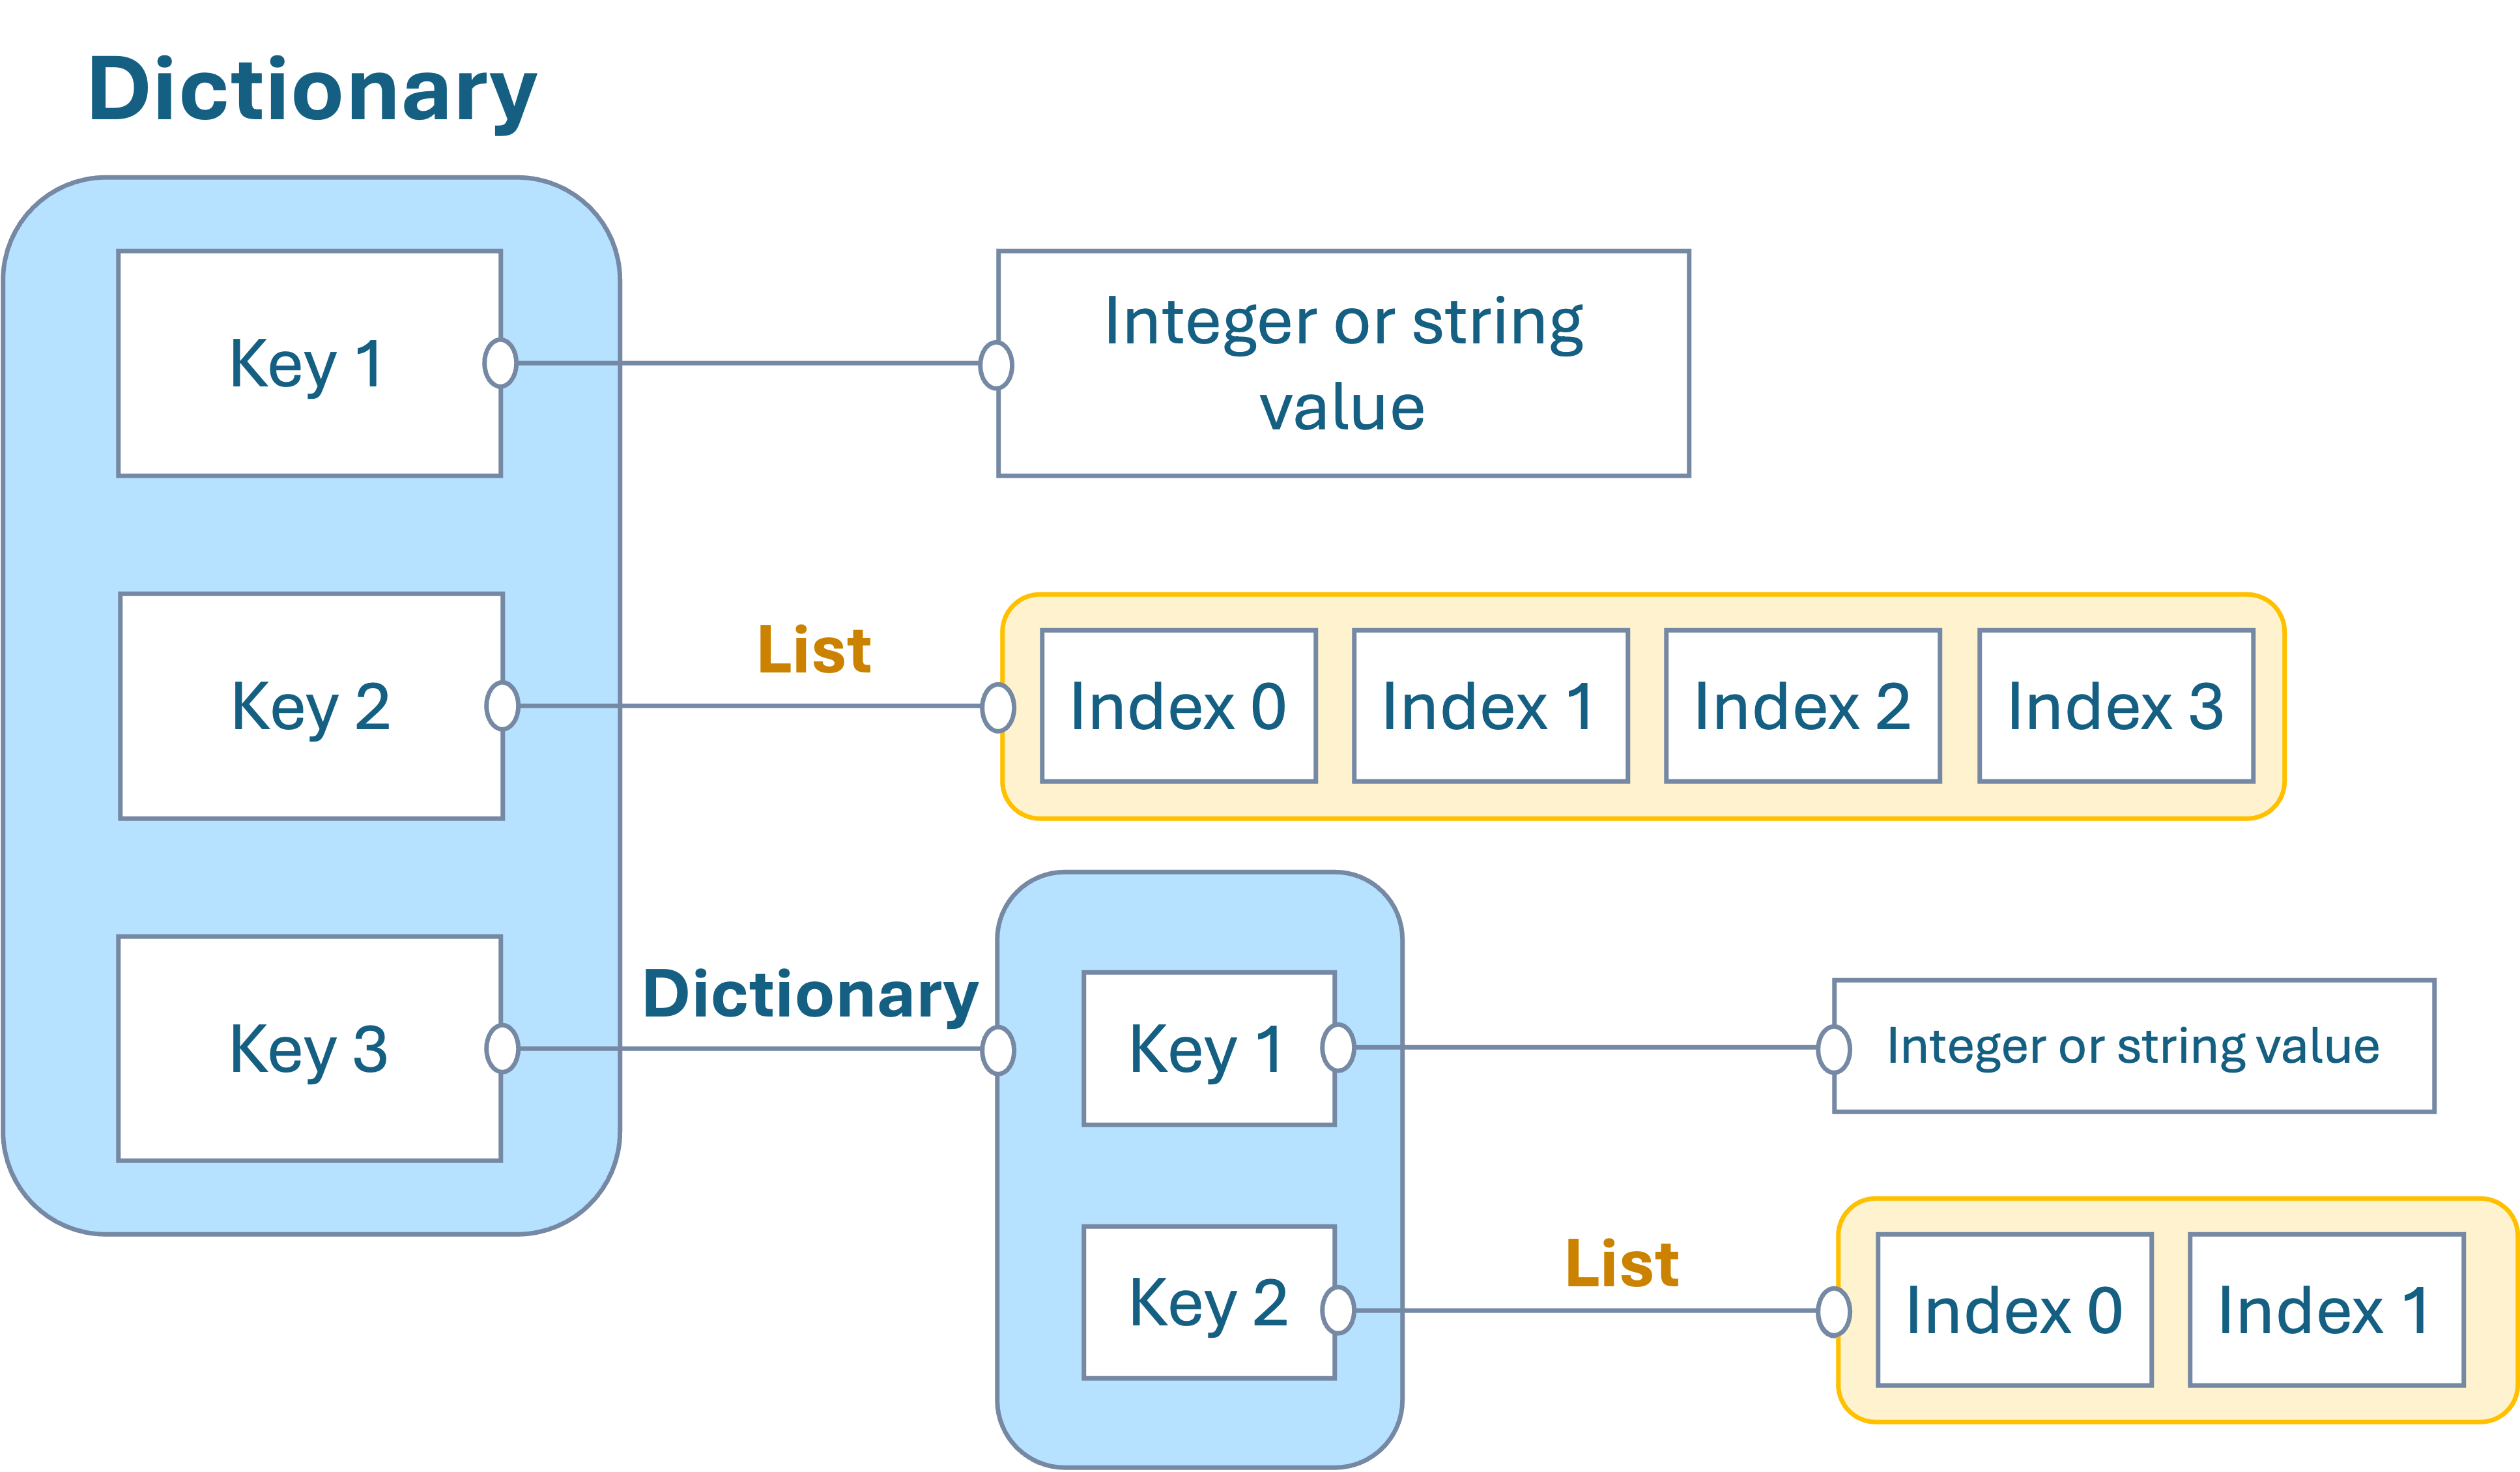 Dictionary
Key 1
Integer or string
value
Key 2
List
Index 0
Index 1
Index 2
Index 3
Key 3
Dictionary
Key 1
Integer or string value
Key 2
List
Index 0
Index 1